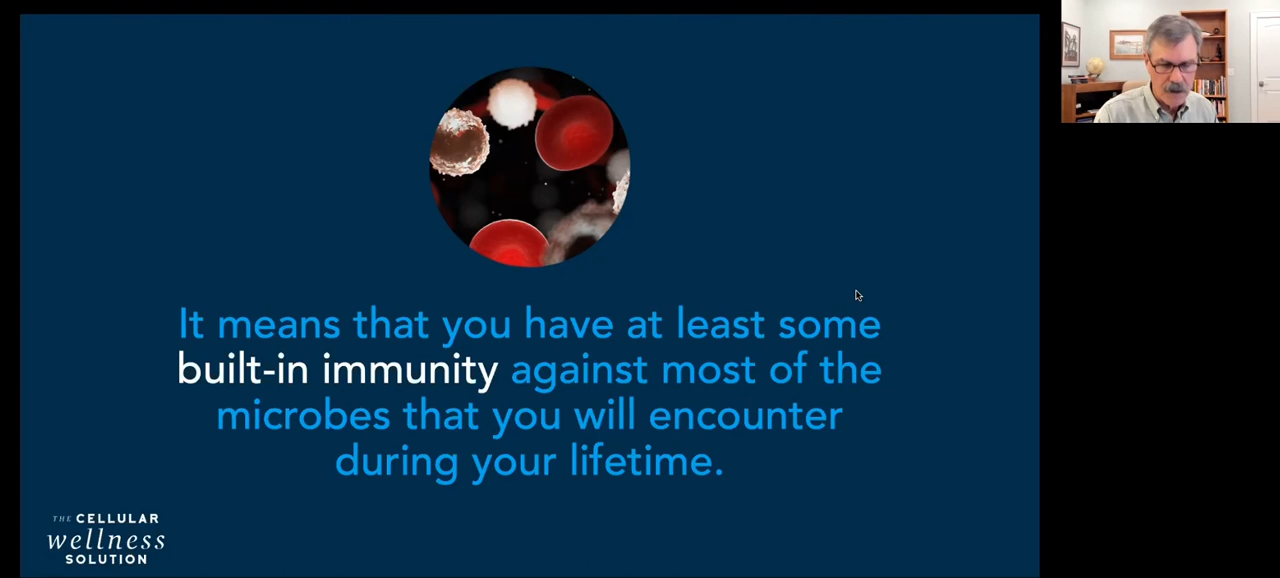 It means that you have at least some
built-in immunity against most of the
microbes that you will encounter
during your lifetime.
THE CELLULAR
wellness
SOLUTION